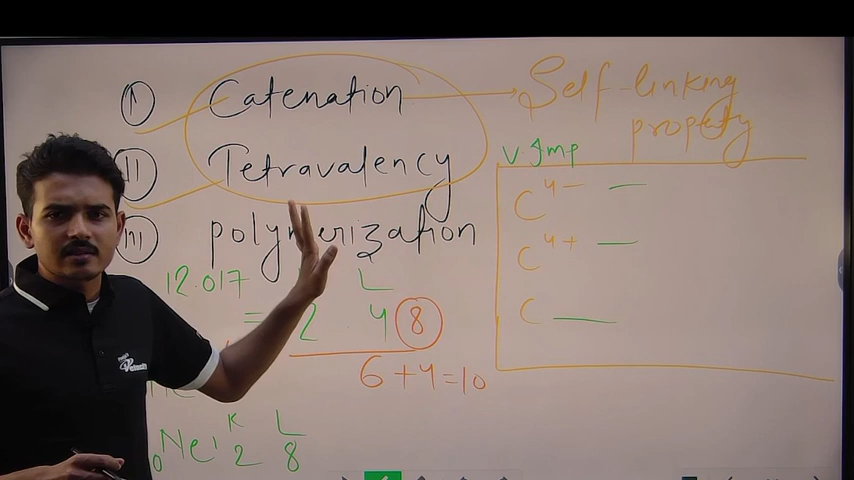 (I) Catenation → Self-linking
property
(II) Tetravalency
V. Imp
(III) polymerization
C⁴⁻ —
C⁴⁺ —
C —
12.017 L
= 2 4 8
6+4=10
K L
Ne 2 8